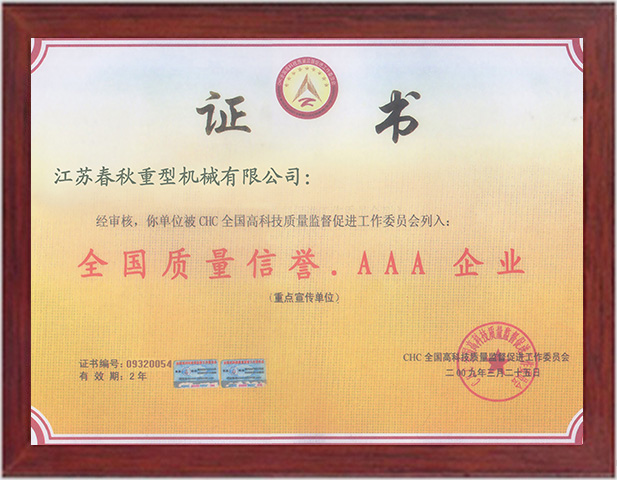 证书
江苏春秋重型机械有限公司：
经审核，你单位被CHC全国高科技质量监督促进工作委员会列入：
全国质量信誉.AAA企业
（重点宣传单位）
证书编号：09320054
有效期：2年
CHC全国高科技质量监督促进工作委员会
二00九年三月二十五日